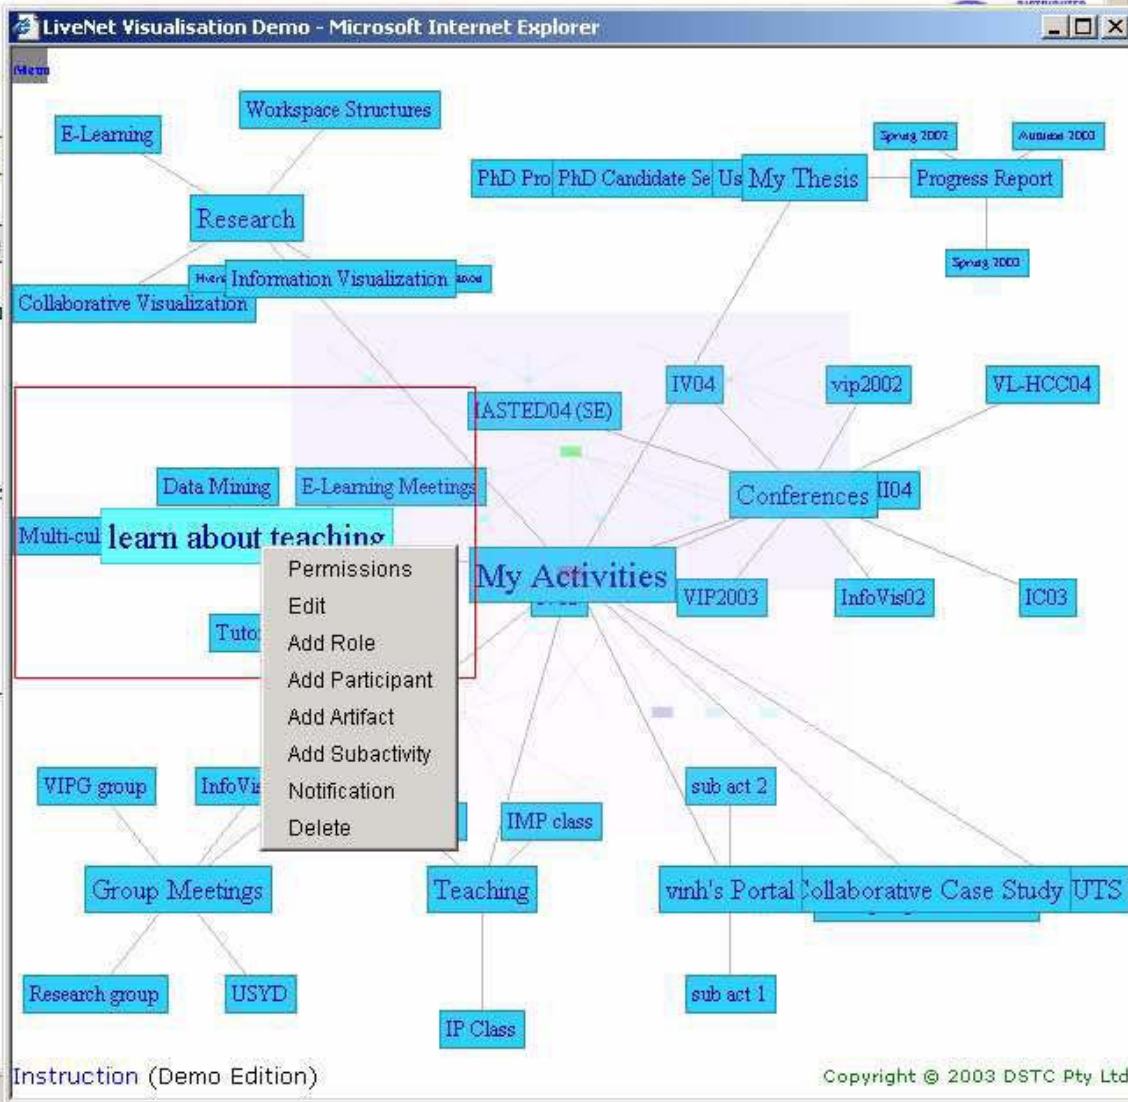 DISTRIBUTED
LiveNet Visualisation Demo - Microsoft Internet Explorer
Menu
Workspace Structures
E-Learning
Spring 2002
Autumn 2003
PhD Pro
PhD Candidate Se
Us
My Thesis
Progress Report
Research
Spring 2003
Information Visualization
Collaborative Visualization
IV04
vip2002
VL-HCC04
IASTED04 (SE)
Data Mining
E-Learning Meetings
Conferences
II04
Multi-cul
learn about teaching
Permissions
My Activities
Edit
VIP2003
InfoVis02
IC03
Tuto
Add Role
Add Participant
Add Artifact
Add Subactivity
VIPG group
InfoVis
Notification
sub act 2
Delete
IMP class
Group Meetings
Teaching
vinh's Portal
Collaborative Case Study
UTS
Research group
USYD
sub act 1
IP Class
Instruction (Demo Edition)
Copyright © 2003 DSTC Pty Ltd